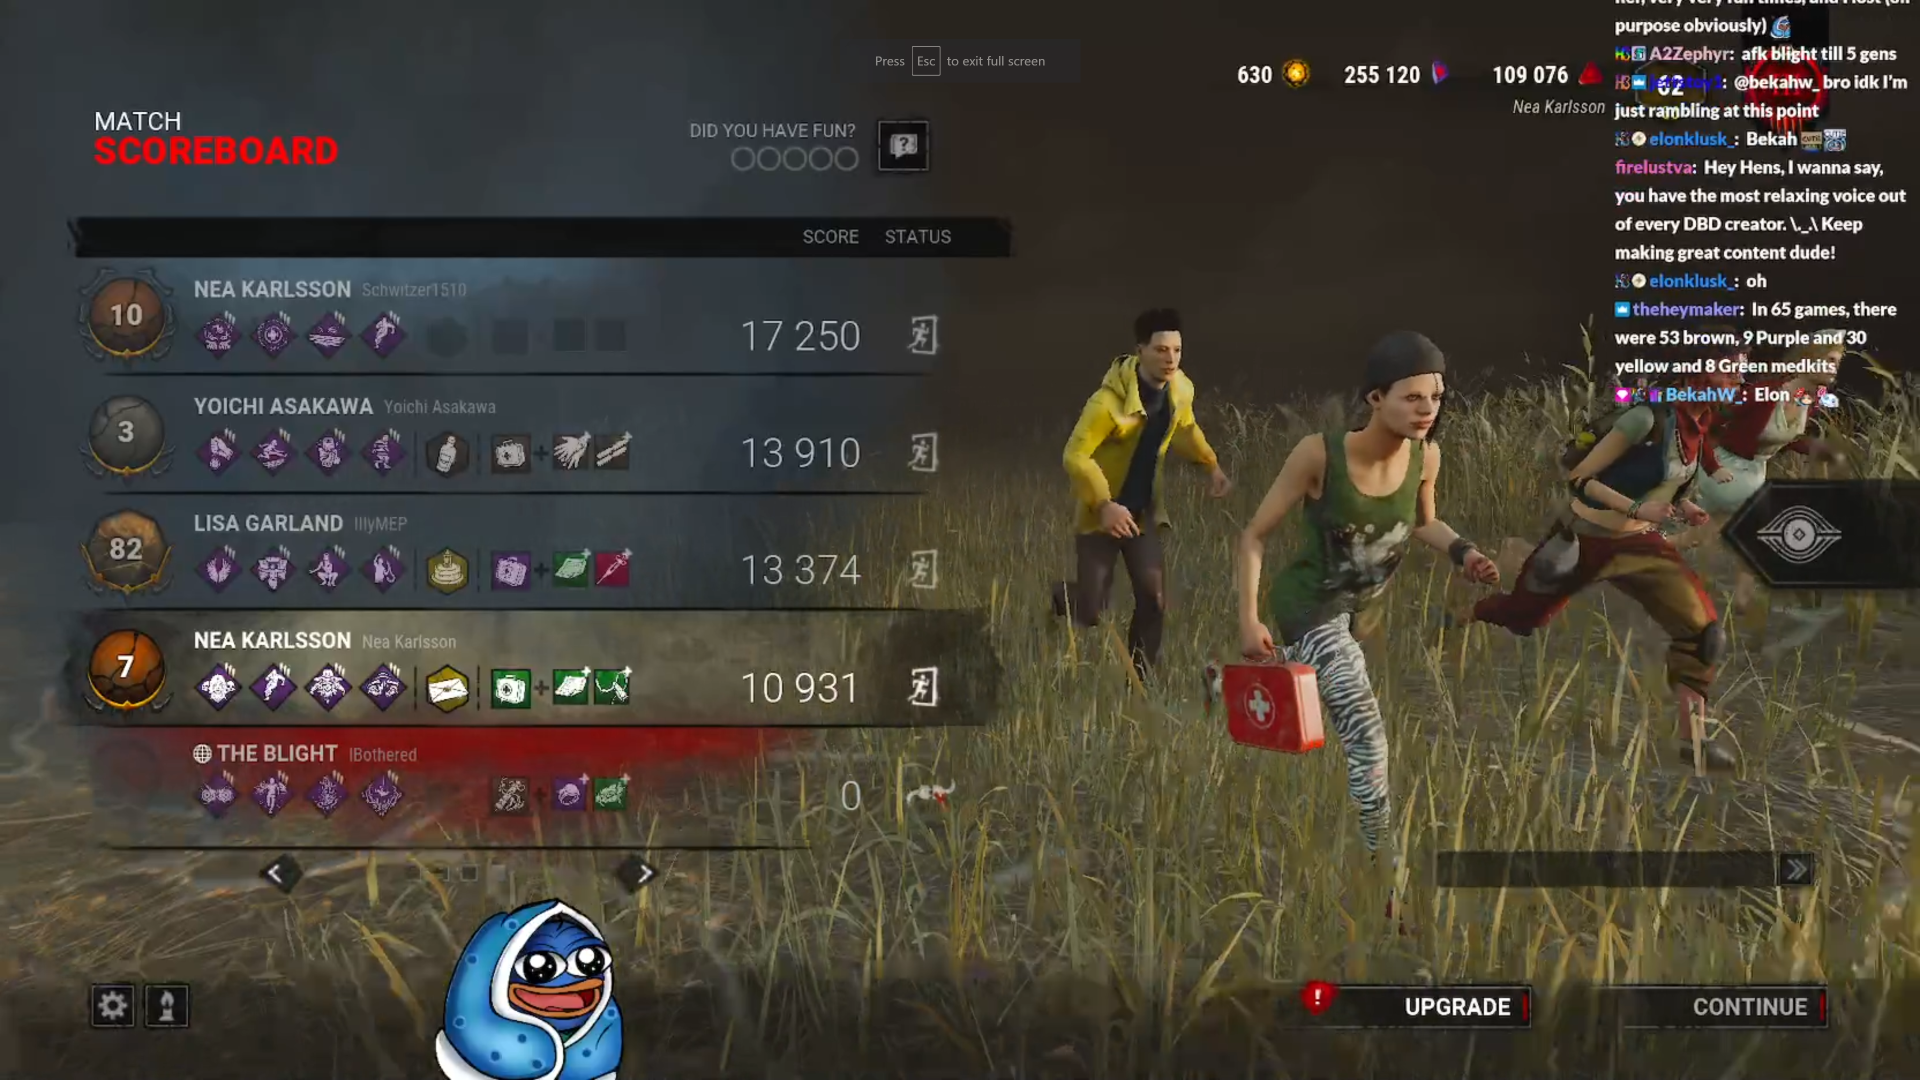 Press Esc to exit full screen
630 255 120 109 076
Nea Karlsson
MATCH
SCOREBOARD
DID YOU HAVE FUN?
SCORE STATUS
10 NEA KARLSSON Schwitzer1510
17 250
3 YOICHI ASAKAWA Yoichi Asakawa
13 910
82 LISA GARLAND IllyMEP
13 374
7 NEA KARLSSON Nea Karlsson
10 931
THE BLIGHT IBothered
0
! UPGRADE
CONTINUE
purpose obviously)
A2Zephyr: afk blight till 5 gens
: @bekahw_ bro idk I'm
just rambling at this point
elonklusk_: Bekah
firelustva: Hey Hens, I wanna say,
you have the most relaxing voice out
of every DBD creator. \._.\ Keep
making great content dude!
elonklusk_: oh
theheymaker: In 65 games, there
were 53 brown, 9 Purple and 30
yellow and 8 Green medkits
BekahW_: Elon